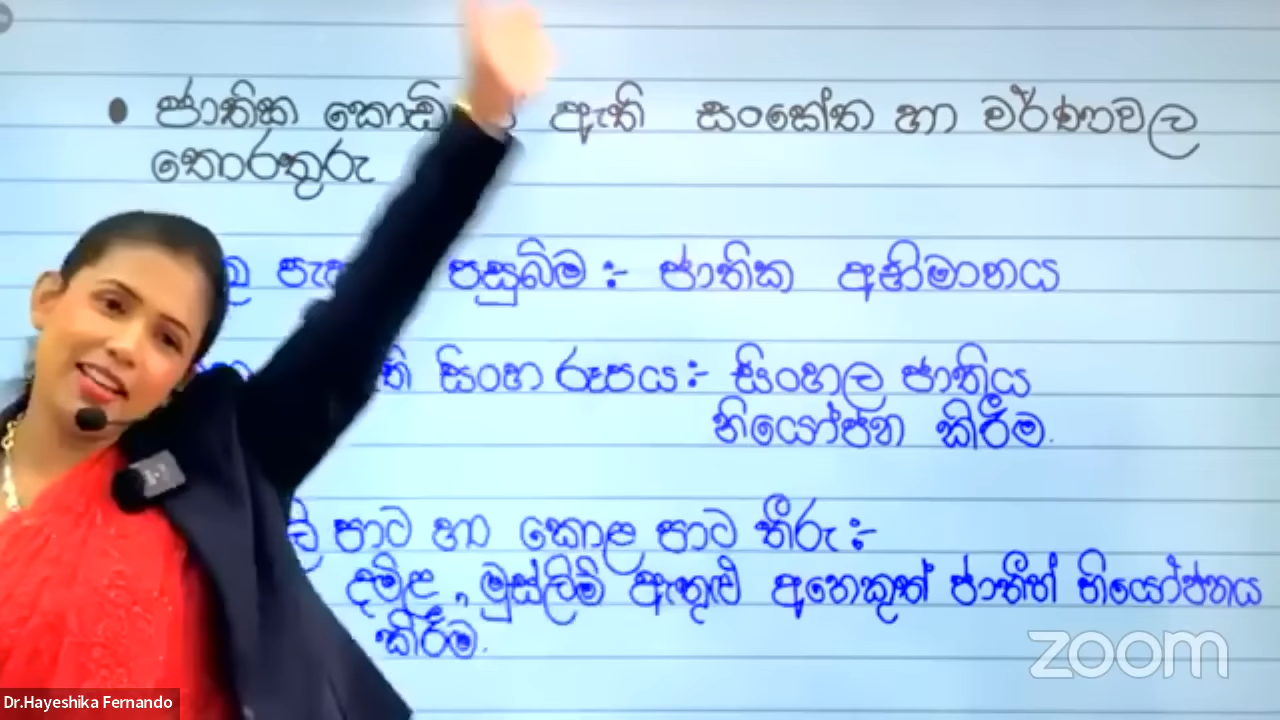 • ජාතික ඇති සංකේත හා වර්ණවල
තොරතුරු
පසුබිම :- ජාතික අභිමානය
සිංහ රූපය:- සිංහල ජාතිය
නියෝජන කිරීම.
පාට හා කොළ පාට තීරු :-
දමිළ, මුස්ලිම් ඇතුළු අනෙකුත් ජාතීන් නියෝජනය
කිරීම.
zoom
Dr.Hayeshika Fernando